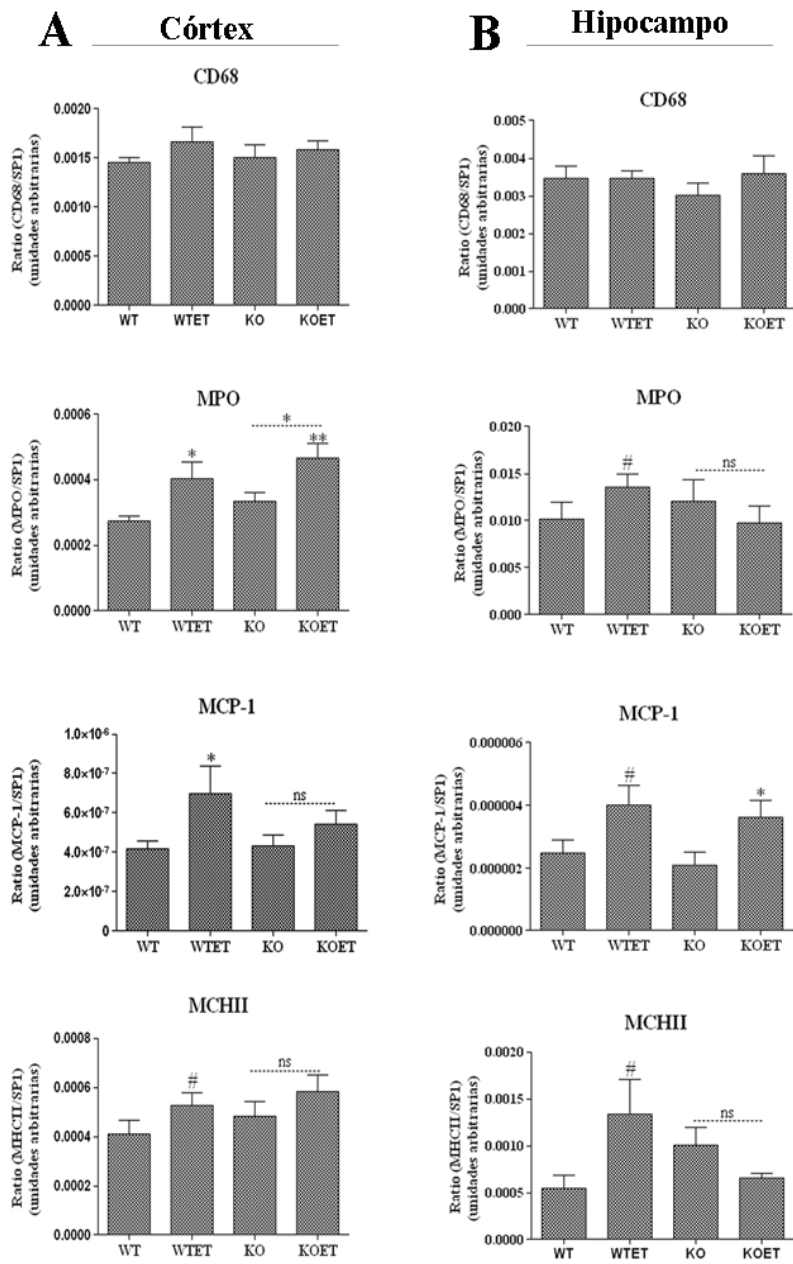 A Córtex
CD68
Ratio (CD68/SP1)
(unidades arbitrarias)
0.0020
0.0015
0.0010
0.0005
0.0000
WT WTET KO KOET
MPO
Ratio (MPO/SP1)
(unidades arbitrarias)
0.0006
0.0004
0.0002
0.0000
*
*
**
WT WTET KO KOET
MCP-1
Ratio (MCP-1/SP1)
(unidades arbitrarias)
1.0×10-6
8.0×10-7
6.0×10-7
4.0×10-7
2.0×10-7
0
*
ns
WT WTET KO KOET
MCHII
Ratio (MHCII/SP1)
(unidades arbitrarias)
0.0008
0.0006
0.0004
0.0002
0.0000
#
ns
WT WTET KO KOET
B Hipocampo
CD68
Ratio (CD68/SP1)
(unidades arbitrarias)
0.005
0.004
0.003
0.002
0.001
0.000
WT WTET KO KOET
MPO
Ratio (MPO/SP1)
(unidades arbitrarias)
0.020
0.015
0.010
0.005
0.000
#
ns
WT WTET KO KOET
MCP-1
Ratio (MCP-1/SP1)
(unidades arbitrarias)
0.000006
0.000004
0.000002
0.000000
#
*
WT WTET KO KOET
MCHII
Ratio (MHCII/SP1)
(unidades arbitrarias)
0.0020
0.0015
0.0010
0.0005
0.0000
#
ns
WT WTET KO KOET